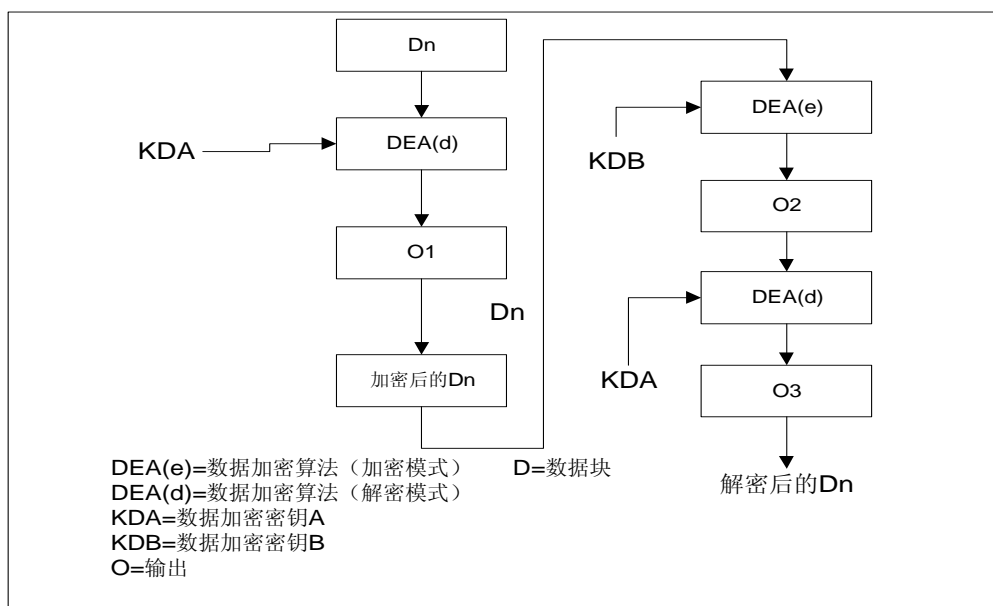 Dn
DEA(d)
KDA
O1
Dn
加密后的Dn
DEA(e)
KDB
O2
DEA(d)
KDA
O3
解密后的Dn
DEA(e)=数据加密算法（加密模式） D=数据块
DEA(d)=数据加密算法（解密模式）
KDA=数据加密密钥A
KDB=数据加密密钥B
O=输出